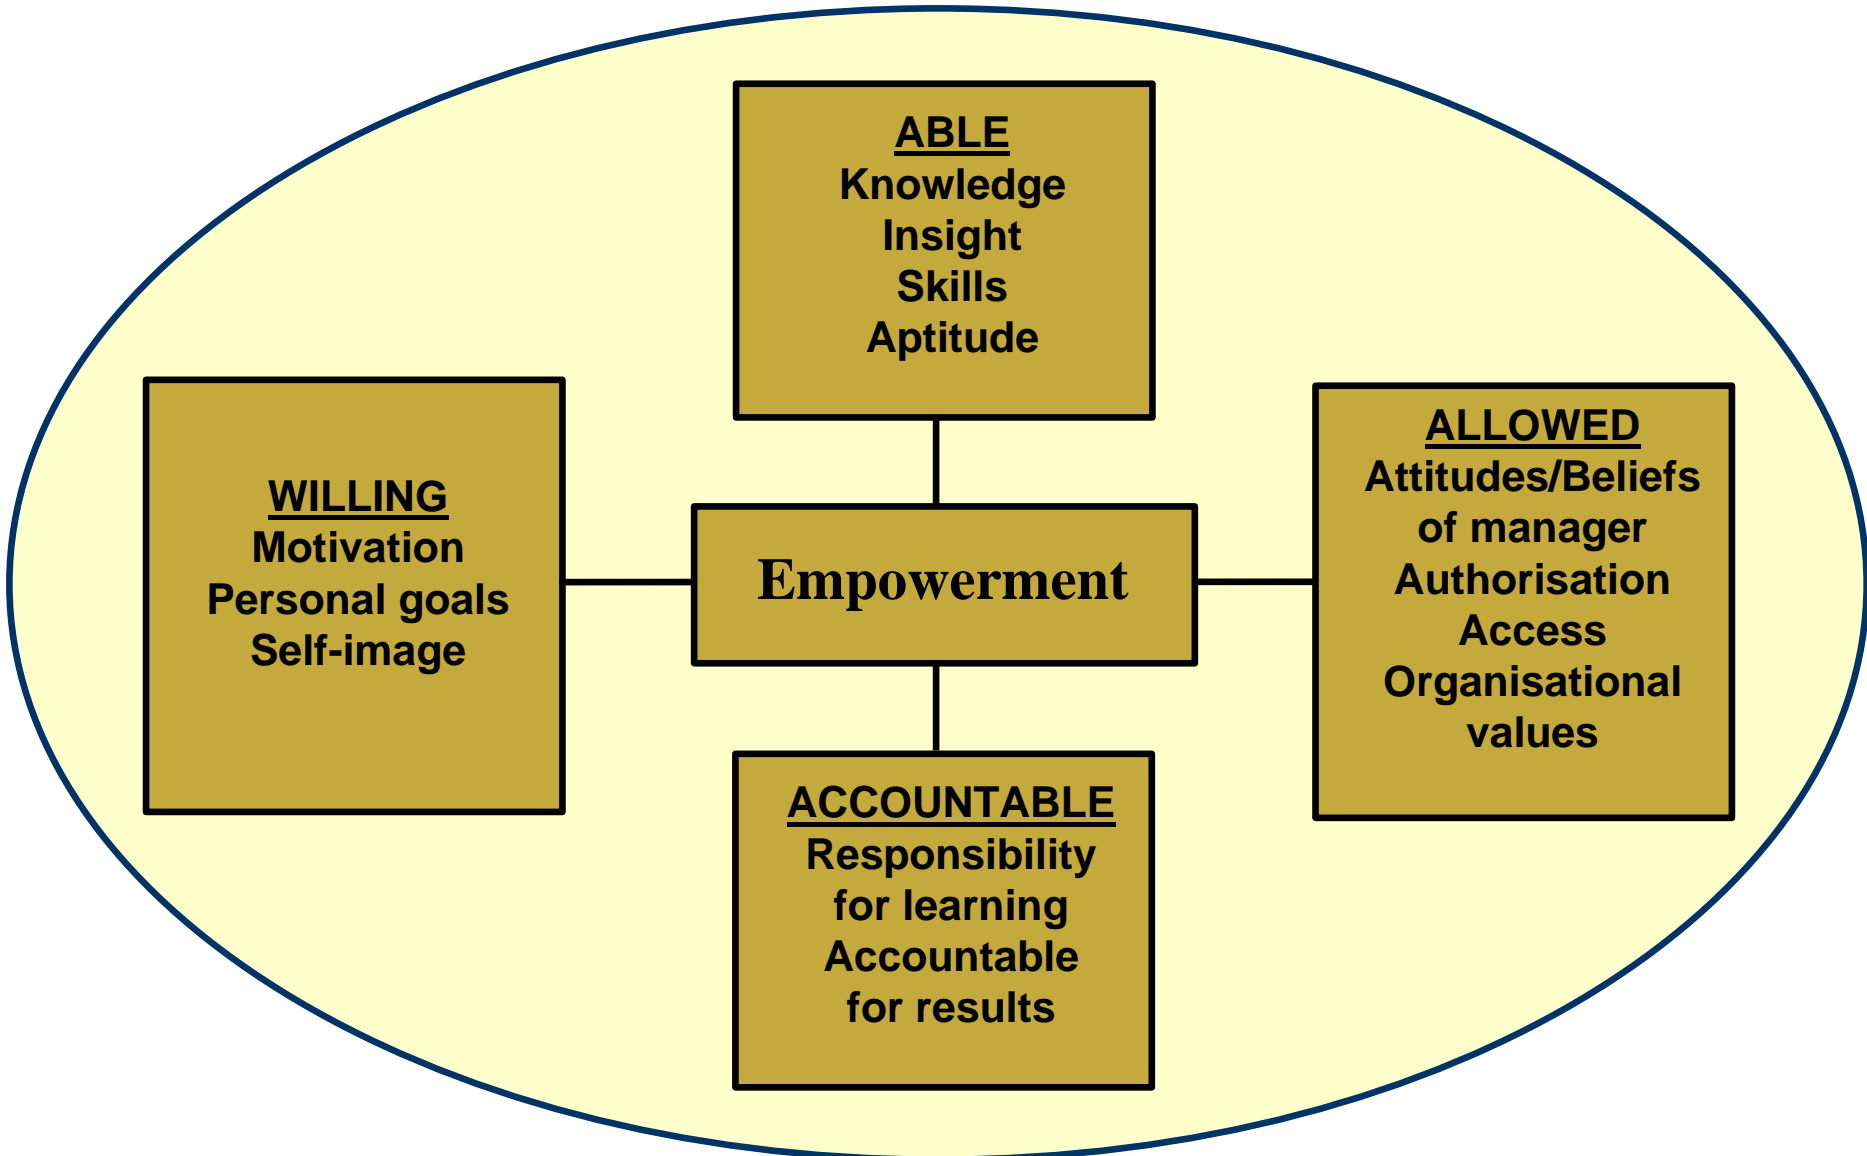 ABLE
Knowledge
Insight
Skills
Aptitude
WILLING
Motivation
Personal goals
Self-image
Empowerment
ALLOWED
Attitudes/Beliefs
of manager
Authorisation
Access
Organisational
values
ACCOUNTABLE
Responsibility
for learning
Accountable
for results